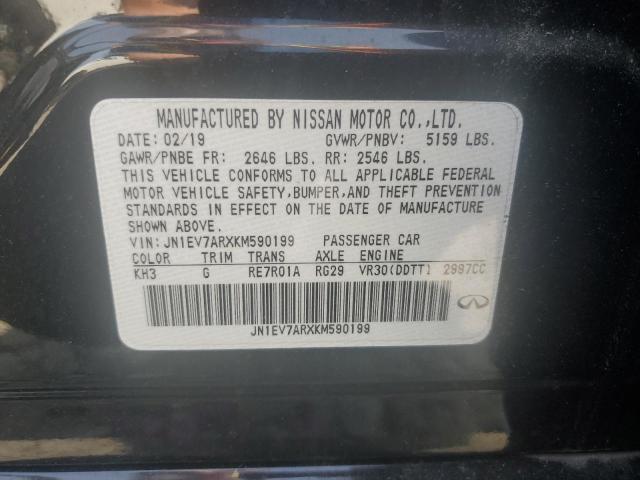 MANUFACTURED BY NISSAN MOTOR CO.,LTD.
DATE: 02/19 GVWR/PNBV: 5159 LBS.
GAWR/PNBE FR: 2646 LBS. RR: 2546 LBS.
THIS VEHICLE CONFORMS TO ALL APPLICABLE FEDERAL
MOTOR VEHICLE SAFETY,BUMPER,AND THEFT PREVENTION
STANDARDS IN EFFECT ON THE DATE OF MANUFACTURE
SHOWN ABOVE.
VIN: JN1EV7ARXKM590199 PASSENGER CAR
COLOR TRIM TRANS AXLE ENGINE
KH3 G RE7R01A RG29 VR30(DDTT) 2997CC
JN1EV7ARXKM590199